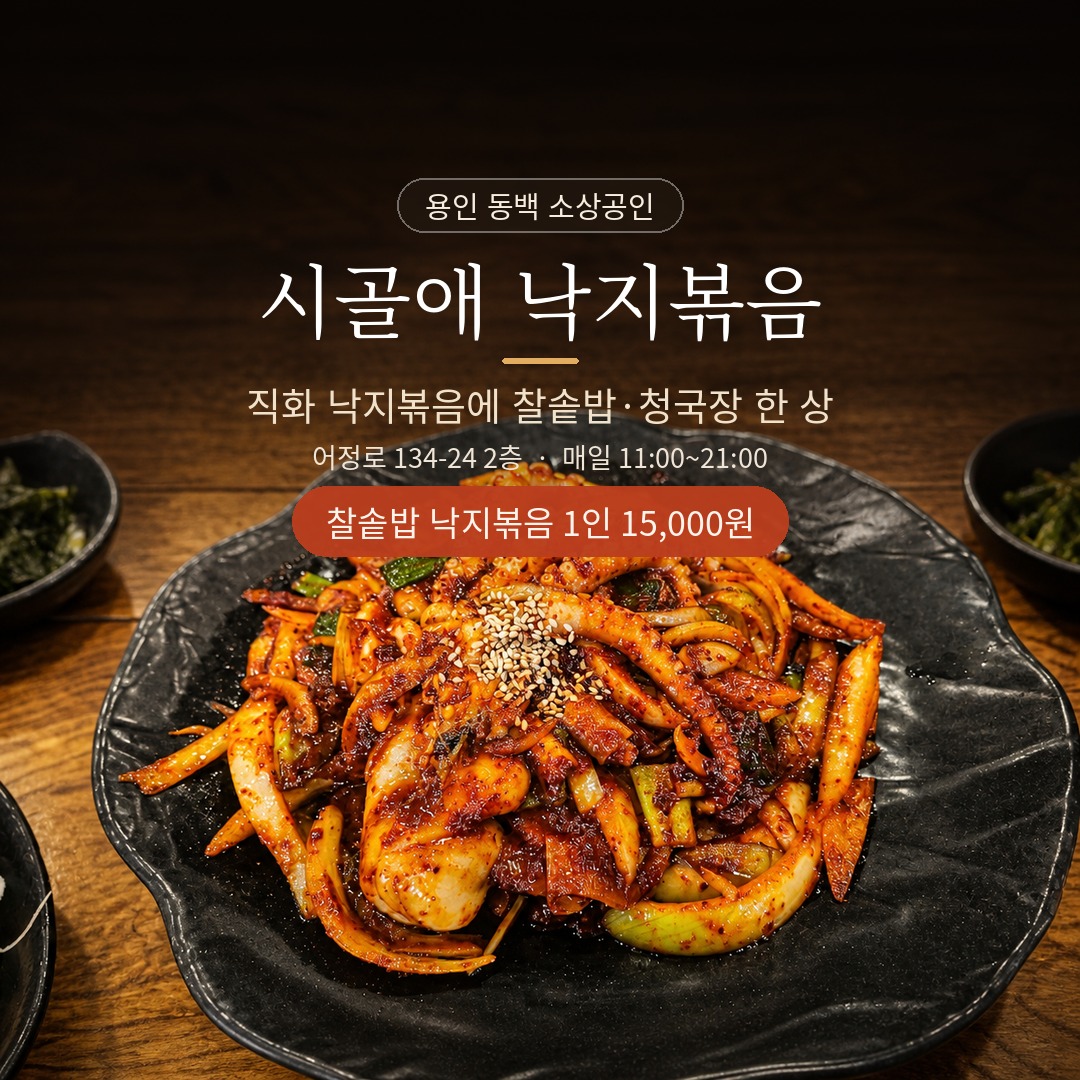 용인 동백 소상공인
시골애 낙지볶음
직화 낙지볶음에 찰솥밥·청국장 한 상
어정로 134-24 2층 · 매일 11:00~21:00
찰솥밥 낙지볶음 1인 15,000원